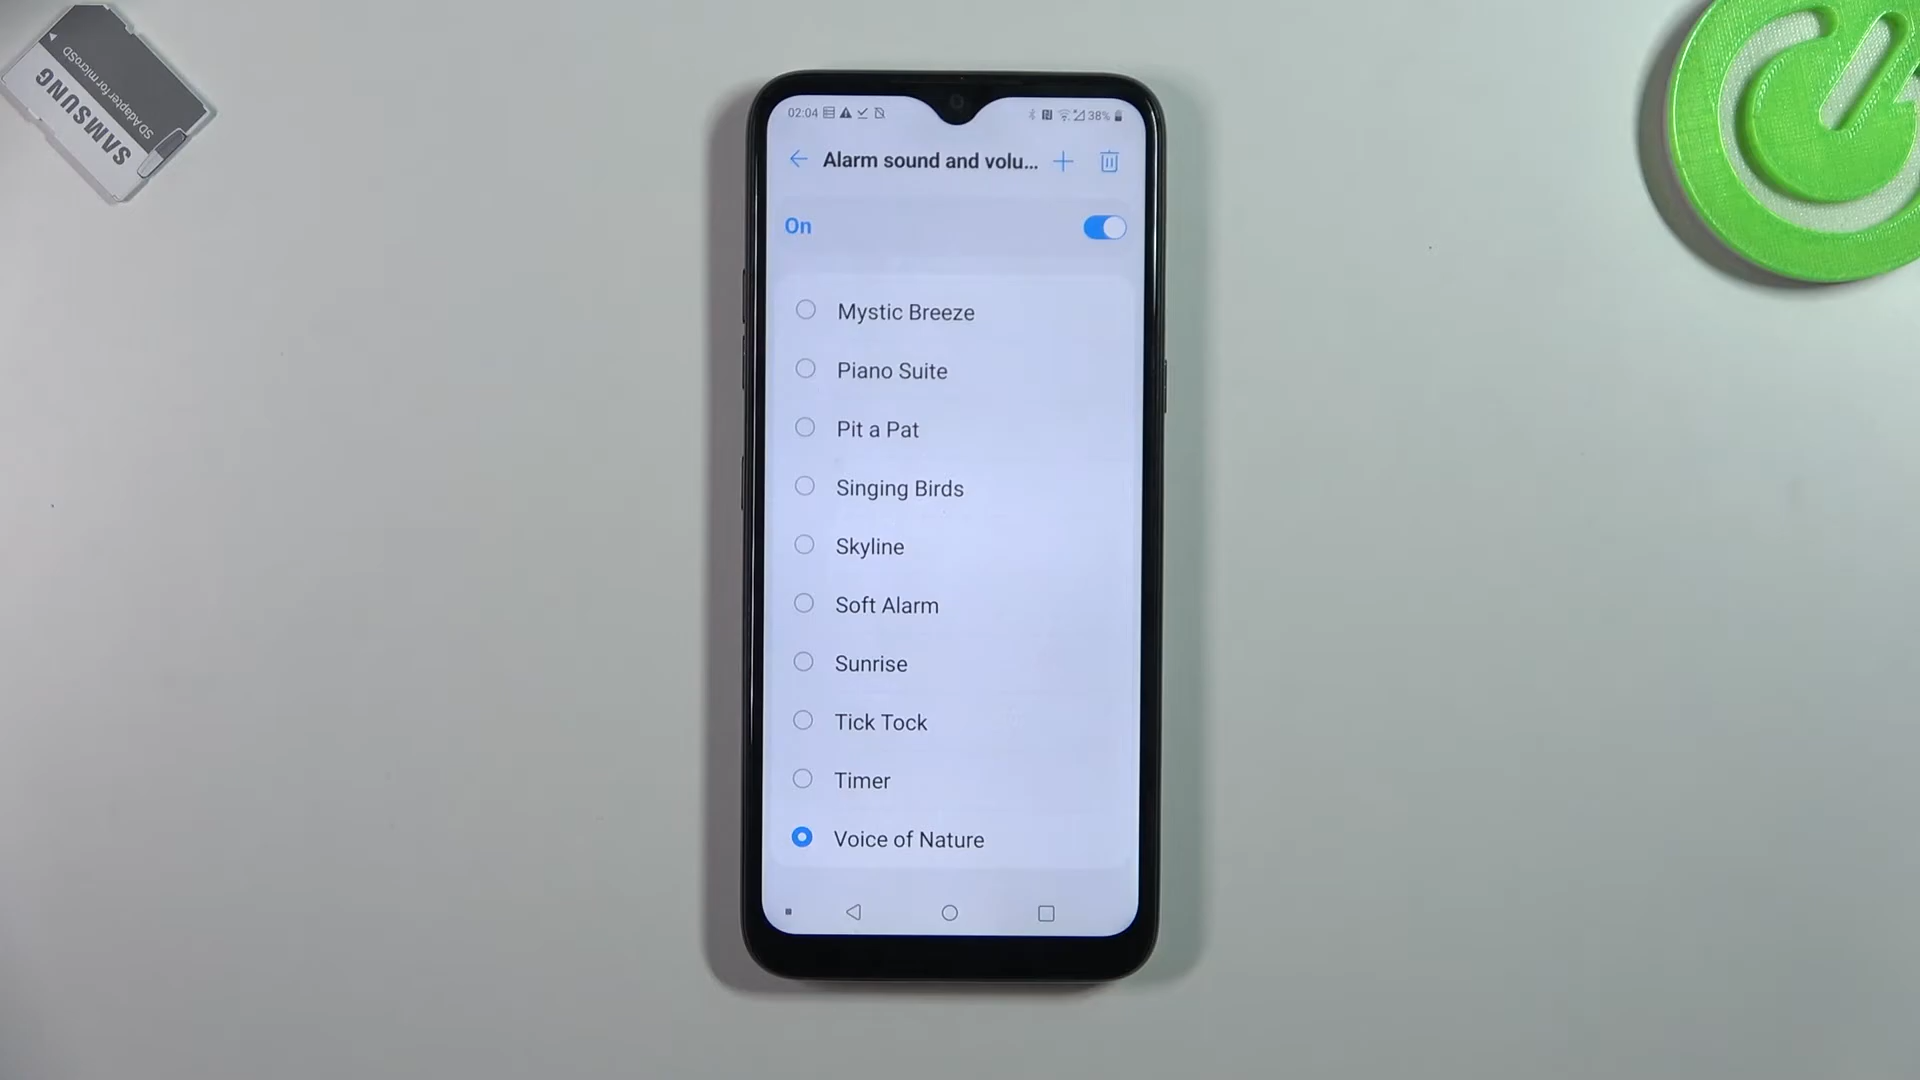 SD Adapter for microSD
SAMSUNG
02:04
38%
Alarm sound and volu...
On
Mystic Breeze
Piano Suite
Pit a Pat
Singing Birds
Skyline
Soft Alarm
Sunrise
Tick Tock
Timer
Voice of Nature